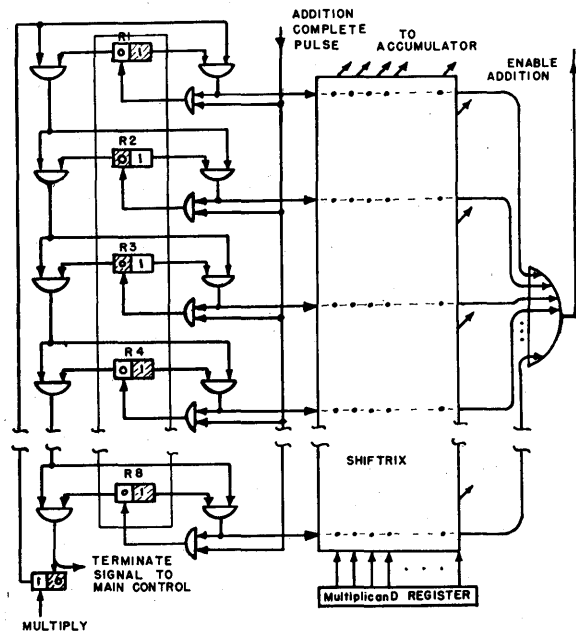 ADDITION
COMPLETE
PULSE
TO
ACCUMULATOR
ENABLE
ADDITION
R1
0 1
R2
0 1
R3
0 1
R4
0 1
SHIFTRIX
R8
0 1
TERMINATE
SIGNAL TO
MAIN CONTROL
1 0
MULTIPLY
MultiplicanD REGISTER